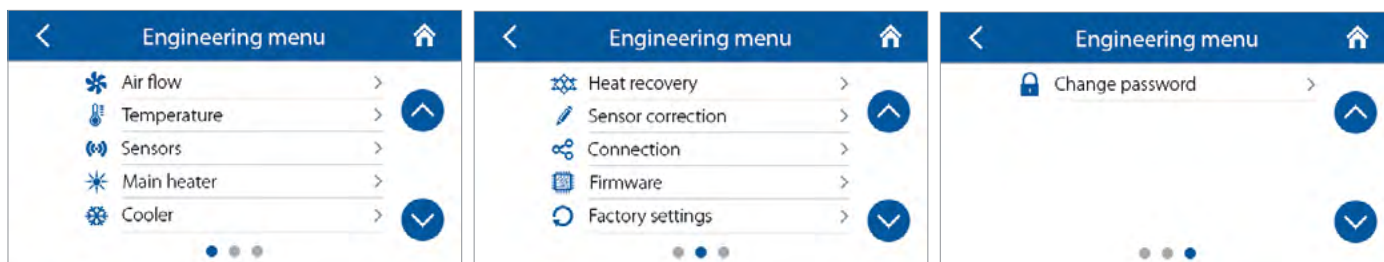 Engineering menu
Air flow
Temperature
Sensors
Main heater
Cooler
Engineering menu
Heat recovery
Sensor correction
Connection
Firmware
Factory settings
Engineering menu
Change password